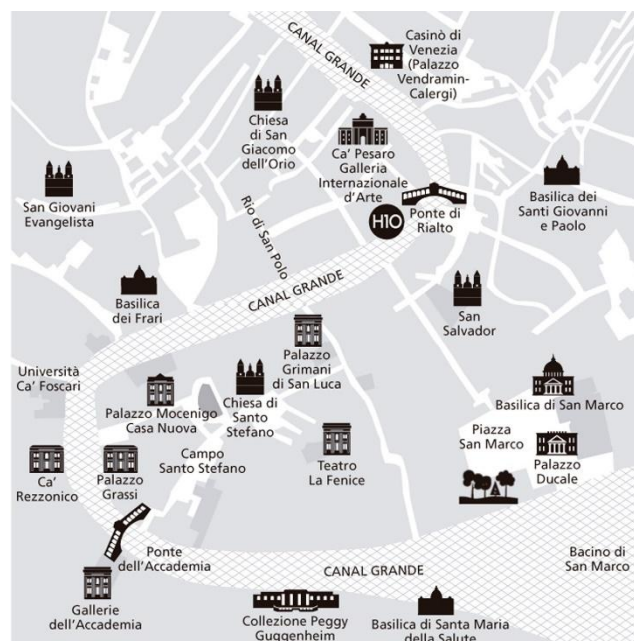 CANAL GRANDE
Casinò di
Venezia
(Palazzo
Vendramin-
Calergi)
Chiesa
di San
Giacomo
dell'Orio
Ca' Pesaro
Galleria
Internazionale
d'Arte
San Giovani
Evangelista
Rio di San Polo
H10
Ponte di
Rialto
Basilica dei
Santi Giovanni
e Paolo
Basilica
dei Frari
CANAL GRANDE
San
Salvador
Palazzo
Grimani
di San Luca
Università
Ca' Foscari
Palazzo Mocenigo
Casa Nuova
Chiesa di
Santo
Stefano
Basilica di San Marco
Piazza
San Marco
Palazzo
Ducale
Campo
Santo Stefano
Teatro
La Fenice
Ca'
Rezzonico
Palazzo
Grassi
Ponte
dell'Accademia
Bacino di
San Marco
CANAL GRANDE
Gallerie
dell'Accademia
Collezione Peggy
Guggenheim
Basilica di Santa Maria
della Salute